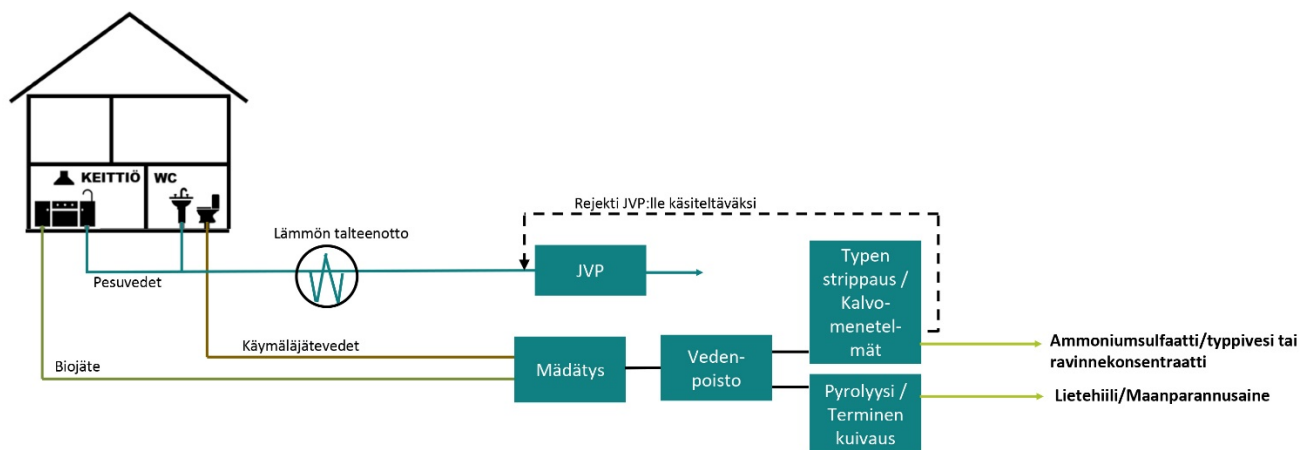 KEITTIÖ WC
Rejekti JVP:lle käsiteltäväksi
Lämmön talteenotto
Pesuvedet
JVP
Typen
strippaus /
Kalvo-
menetel-
mät
Käymäläjätevedet
Biojäte
Mädätys
Veden-
poisto
Ammoniumsulfaatti/typpivesi tai
ravinnekonsentraatti
Pyrolyysi /
Terminen
kuivaus
Lietehiili/Maanparannusaine